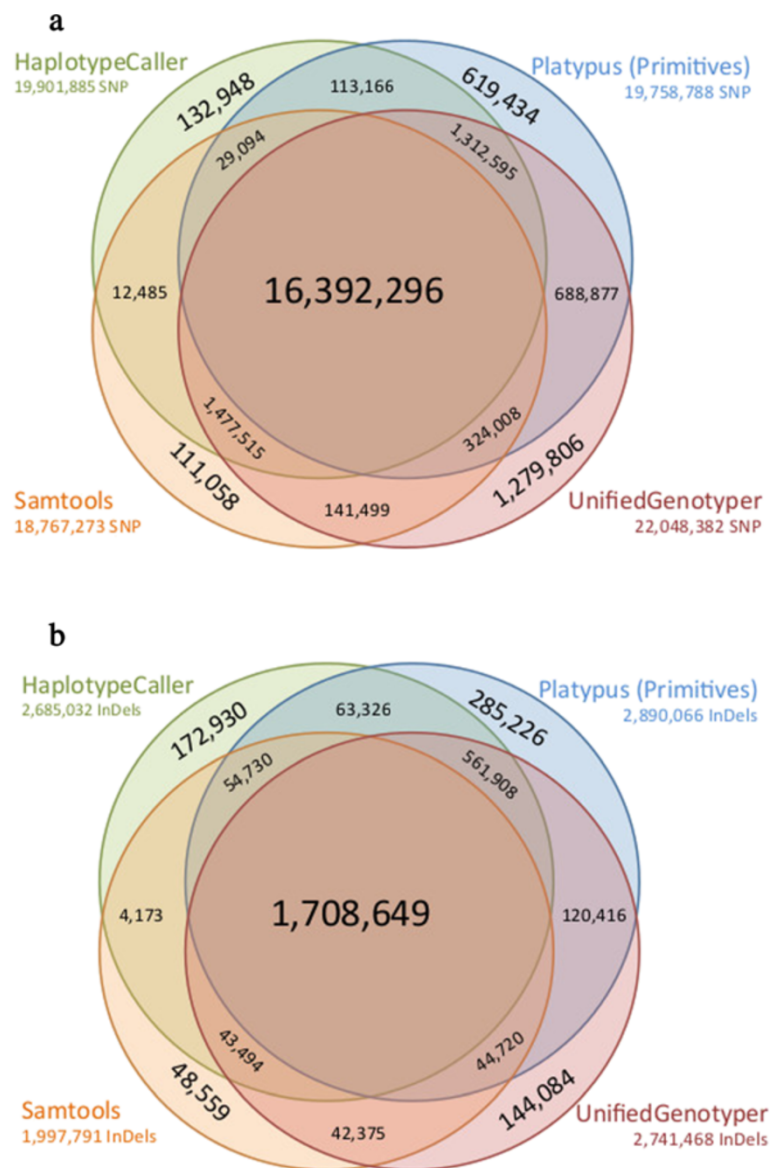 a
HaplotypeCaller
19,901,885 SNP
Platypus (Primitives)
19,758,788 SNP
132,948
113,166
619,434
29,094
1,312,595
12,485
16,392,296
688,877
1,477,515
324,008
111,058
141,499
1,279,806
Samtools
18,767,273 SNP
UnifiedGenotyper
22,048,382 SNP
b
HaplotypeCaller
2,685,032 InDels
Platypus (Primitives)
2,890,066 InDels
172,930
63,326
285,226
54,730
561,908
4,173
1,708,649
120,416
43,494
44,720
48,559
42,375
144,084
Samtools
1,997,791 InDels
UnifiedGenotyper
2,741,468 InDels